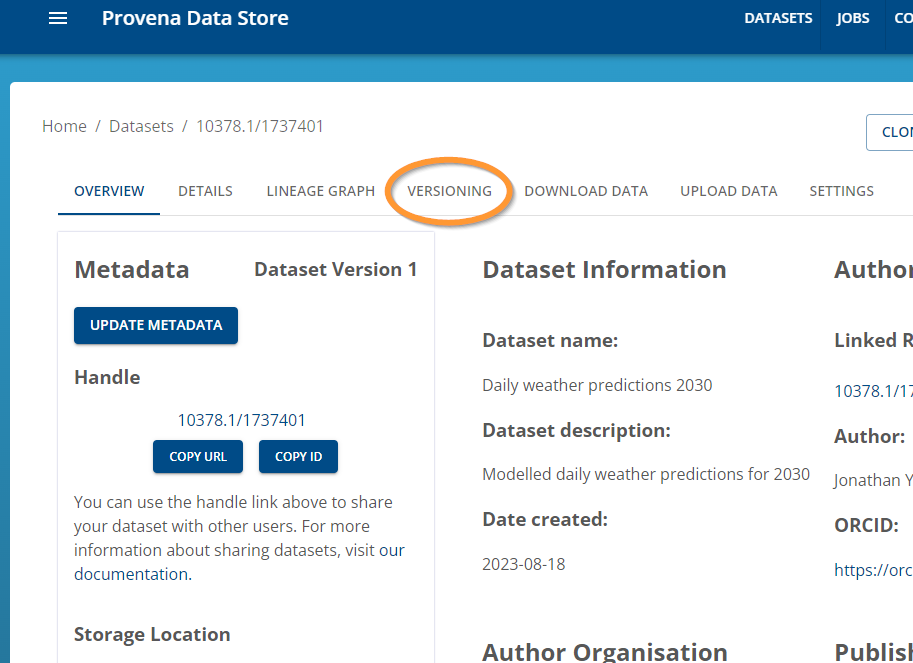 Provena Data Store
DATASETS JOBS CO
Home / Datasets / 10378.1/1737401
CLO
OVERVIEW DETAILS LINEAGE GRAPH VERSIONING DOWNLOAD DATA UPLOAD DATA SETTINGS
Metadata Dataset Version 1
UPDATE METADATA
Handle
10378.1/1737401
COPY URL COPY ID
You can use the handle link above to share
your dataset with other users. For more
information about sharing datasets, visit our
documentation.
Storage Location
Dataset Information
Dataset name:
Daily weather predictions 2030
Dataset description:
Modelled daily weather predictions for 2030
Date created:
2023-08-18
Author Organisation
Author
Linked R
10378.1/17
Author:
Jonathan Y
ORCID:
https://orc
Publish